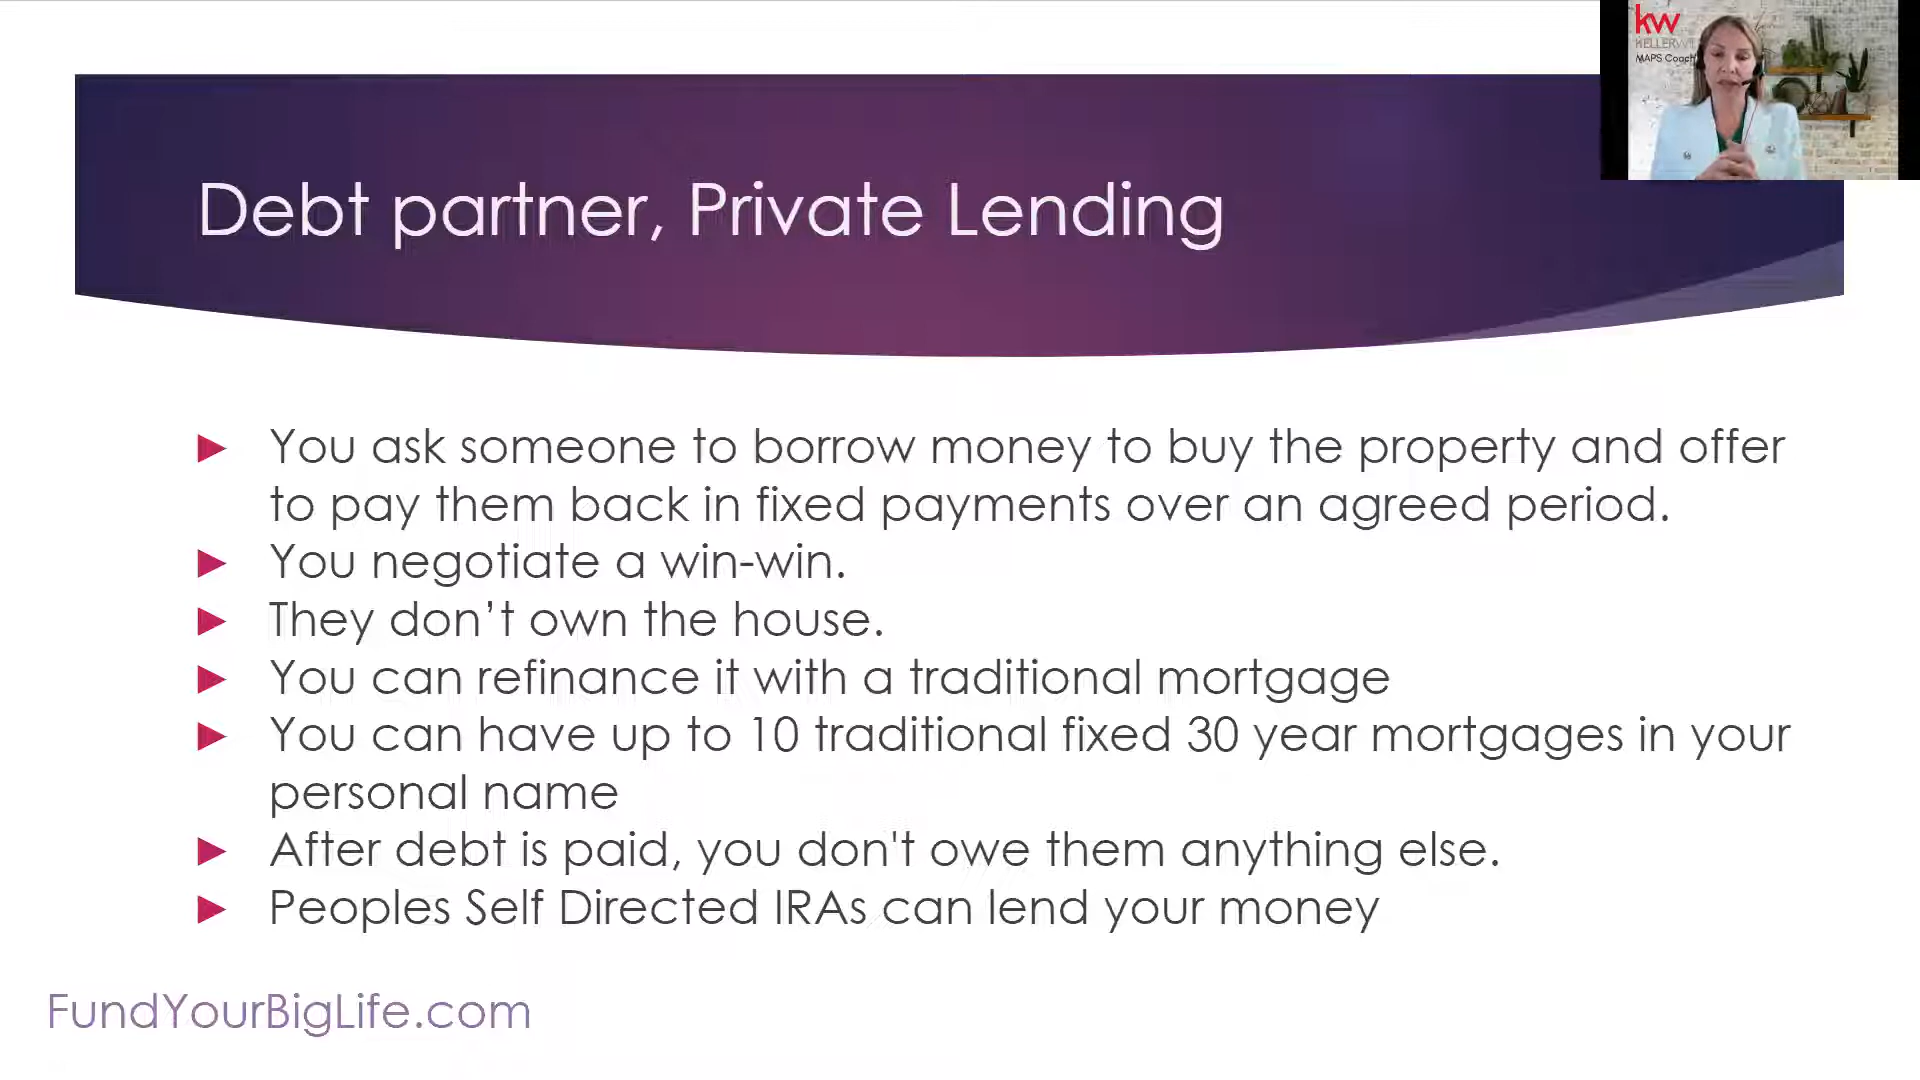 kw
KELLERWI
MAPS Coach
Debt partner, Private Lending
► You ask someone to borrow money to buy the property and offer
to pay them back in fixed payments over an agreed period.
► You negotiate a win-win.
► They don’t own the house.
► You can refinance it with a traditional mortgage
► You can have up to 10 traditional fixed 30 year mortgages in your
personal name
► After debt is paid, you don't owe them anything else.
► Peoples Self Directed IRAs can lend your money
FundYourBigLife.com